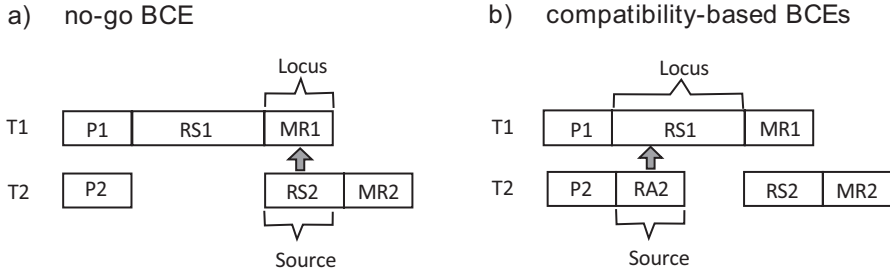 a) no-go BCE
b) compatibility-based BCEs
Locus
T1 P1 RS1 MR1
T2 P2 RS2 MR2
Source
Locus
T1 P1 RS1 MR1
T2 P2 RA2 RS2 MR2
Source